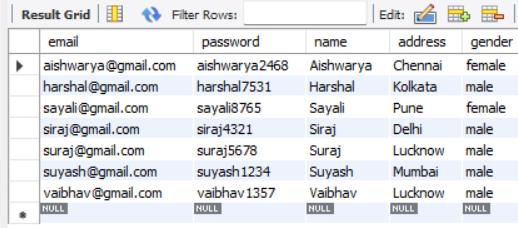 Result Grid Filter Rows: Edit:
email password name address gender
aishwarya@gmail.com aishwarya2468 Aishwarya Chennai female
harshal@gmail.com harshal7531 Harshal Kolkata male
sayali@gmail.com sayali8765 Sayali Pune female
siraj@gmail.com siraj4321 Siraj Delhi male
suraj@gmail.com suraj5678 Suraj Lucknow male
suyash@gmail.com suyash1234 Suyash Mumbai male
vaibhav@gmail.com vaibhav1357 Vaibhav Lucknow male
NULL NULL NULL NULL NULL